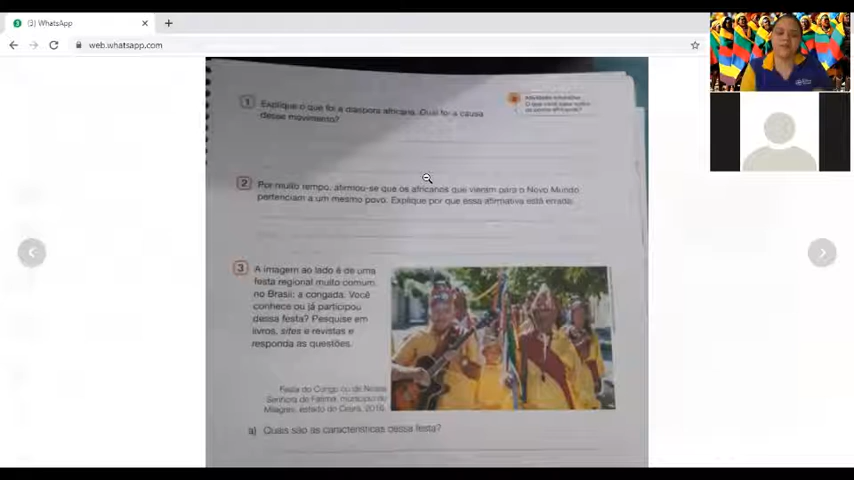 (3) WhatsApp
web.whatsapp.com
1 Explique o que foi a diáspora africana. Qual foi a causa
desse movimento?
2 Por muito tempo, afirmou-se que os africanos que vieram para o Novo Mundo
pertenciam a um mesmo povo. Explique por que essa afirmativa está errada.
3 A imagem ao lado é de uma
festa regional muito comum
no Brasil: a congada. Você
conhece ou já participou
dessa festa? Pesquise em
livros, sites e revistas e
responda às questões.
Festa do Congo ou de Nossa
Senhora de Fátima, município de
Milagres, estado do Ceará, 2016.
a) Quais são as características dessa festa?